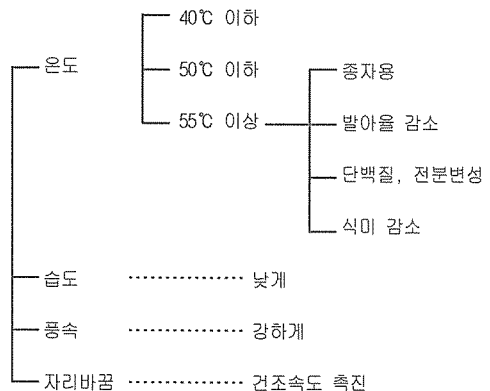 40℃ 이하
온도
50℃ 이하
종자용
55℃ 이상
발아율 감소
단백질, 전분변성
식미 감소
습도 ·············· 낮게
풍속 ·············· 강하게
자리바꿈 ·············· 건조속도 촉진